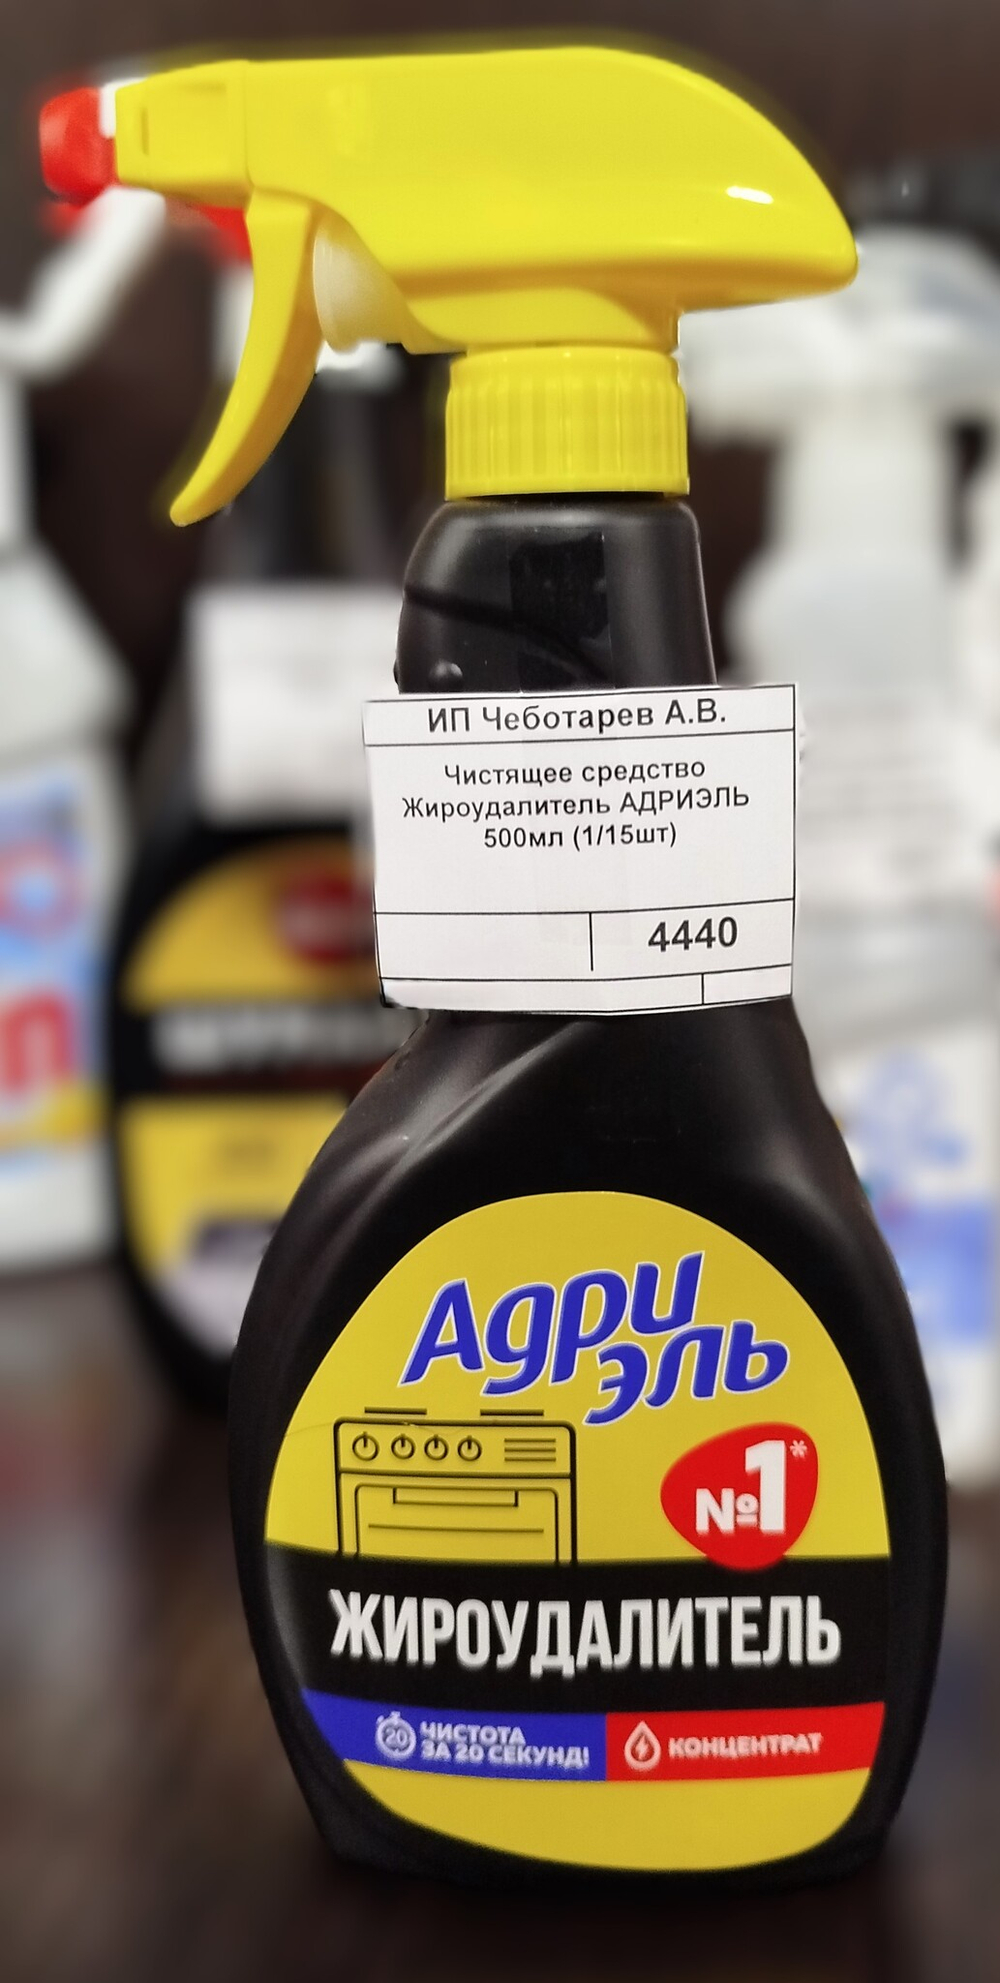 ИП Чеботарев А.В.
Чистящее средство
Жироудалитель АДРИЭЛЬ
500мл (1/15шт)
4440
Адри
эль
№1*
ЖИРОУДАЛИТЕЛЬ
20 ЧИСТОТА
ЗА 20 СЕКУНД!
КОНЦЕНТРАТ